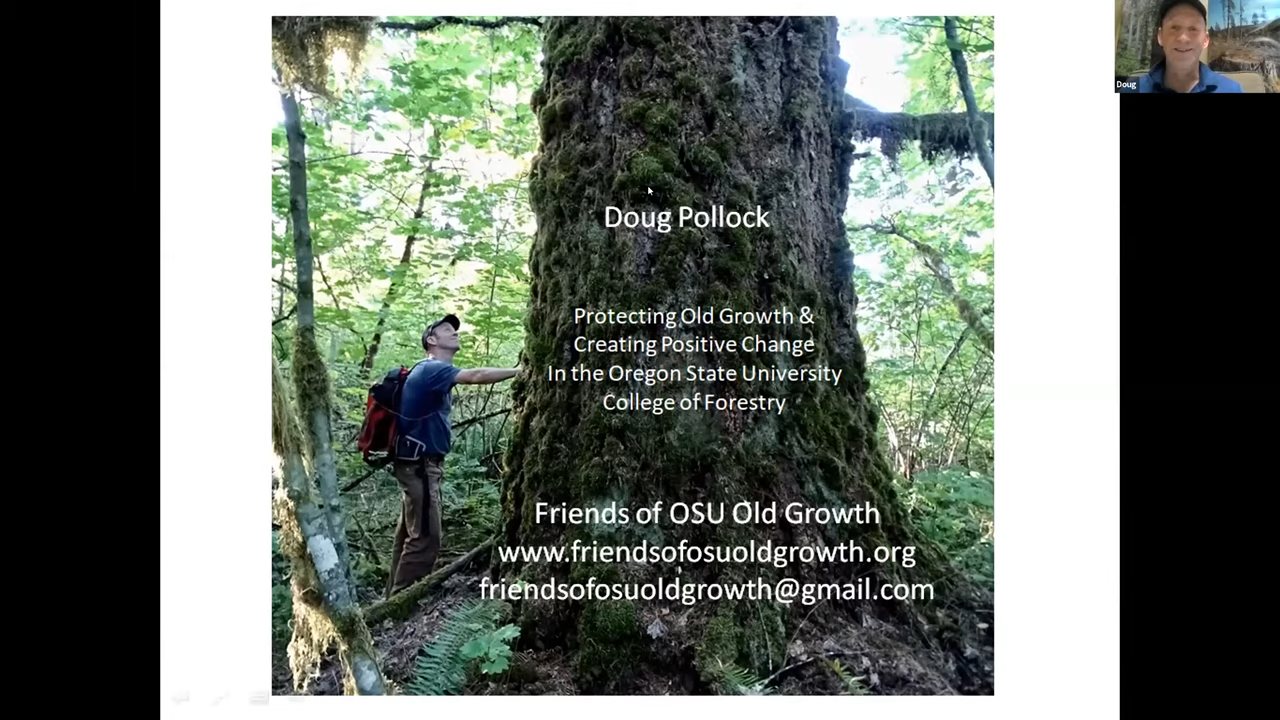 Doug
Doug Pollock
Protecting Old Growth &
Creating Positive Change
In the Oregon State University
College of Forestry
Friends of OSU Old Growth
www.friendsofosuoldgrowth.org
friendsofosuoldgrowth@gmail.com